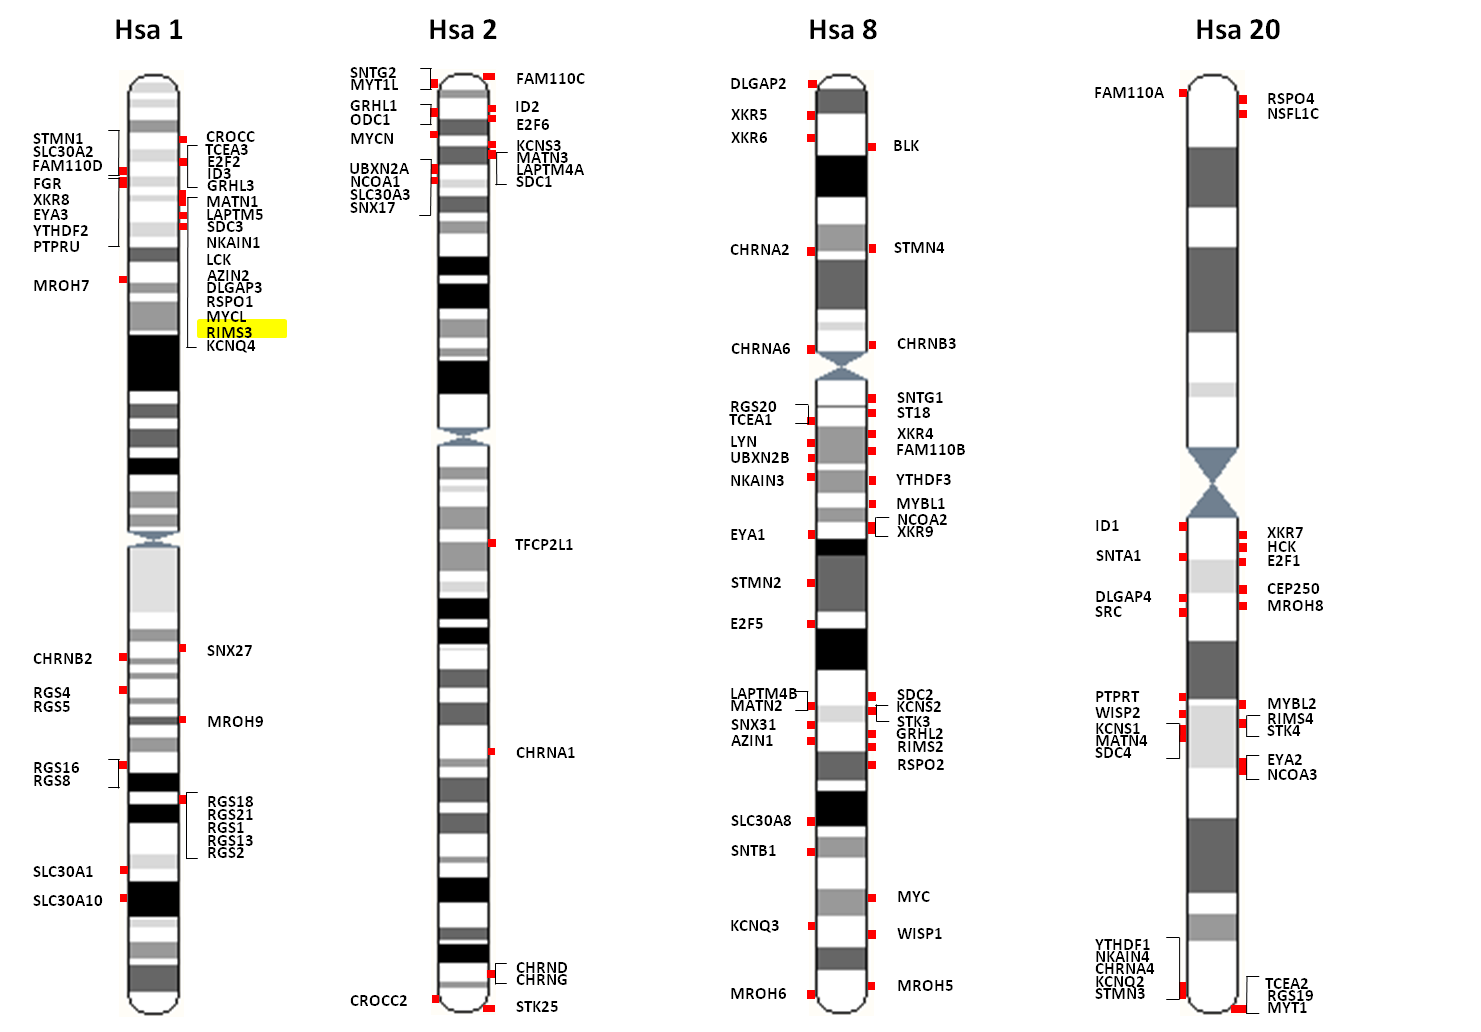 Hsa 1
Hsa 2
Hsa 8
Hsa 20
STMN1
SLC30A2
FAM110D
FGR
XKR8
EYA3
YTHDF2
PTPRU
MROH7
CHRNB2
RGS4
RGS5
RGS16
RGS8
SLC30A1
SLC30A10
CROCC
TCEA3
E2F2
ID3
GRHL3
MATN1
LAPTM5
SDC3
NKAIN1
LCK
AZIN2
DLGAP3
RSPO1
MYCL
RIMS3
KCNQ4
SNX27
MROH9
RGS18
RGS21
RGS1
RGS13
RGS2
SNTG2
MYT1L
GRHL1
ODC1
MYCN
UBXN2A
NCOA1
SLC30A3
SNX17
CROCC2
FAM110C
ID2
E2F6
KCNS3
MATN3
LAPTM4A
SDC1
TFCP2L1
CHRNA1
CHRND
CHRNG
STK25
DLGAP2
XKR5
XKR6
CHRNA2
CHRNA6
RGS20
TCEA1
LYN
UBXN2B
NKAIN3
EYA1
STMN2
E2F5
LAPTM4B
MATN2
SNX31
AZIN1
SLC30A8
SNTB1
KCNQ3
MROH6
BLK
STMN4
CHRNB3
SNTG1
ST18
XKR4
FAM110B
YTHDF3
MYBL1
NCOA2
XKR9
SDC2
KCNS2
STK3
GRHL2
RIMS2
RSPO2
MYC
WISP1
MROH5
FAM110A
ID1
SNTA1
DLGAP4
SRC
PTPRT
WISP2
KCNS1
MATN4
SDC4
YTHDF1
NKAIN4
CHRNA4
KCNQ2
STMN3
RSPO4
NSFL1C
XKR7
HCK
E2F1
CEP250
MROH8
MYBL2
RIMS4
STK4
EYA2
NCOA3
TCEA2
RGS19
MYT1